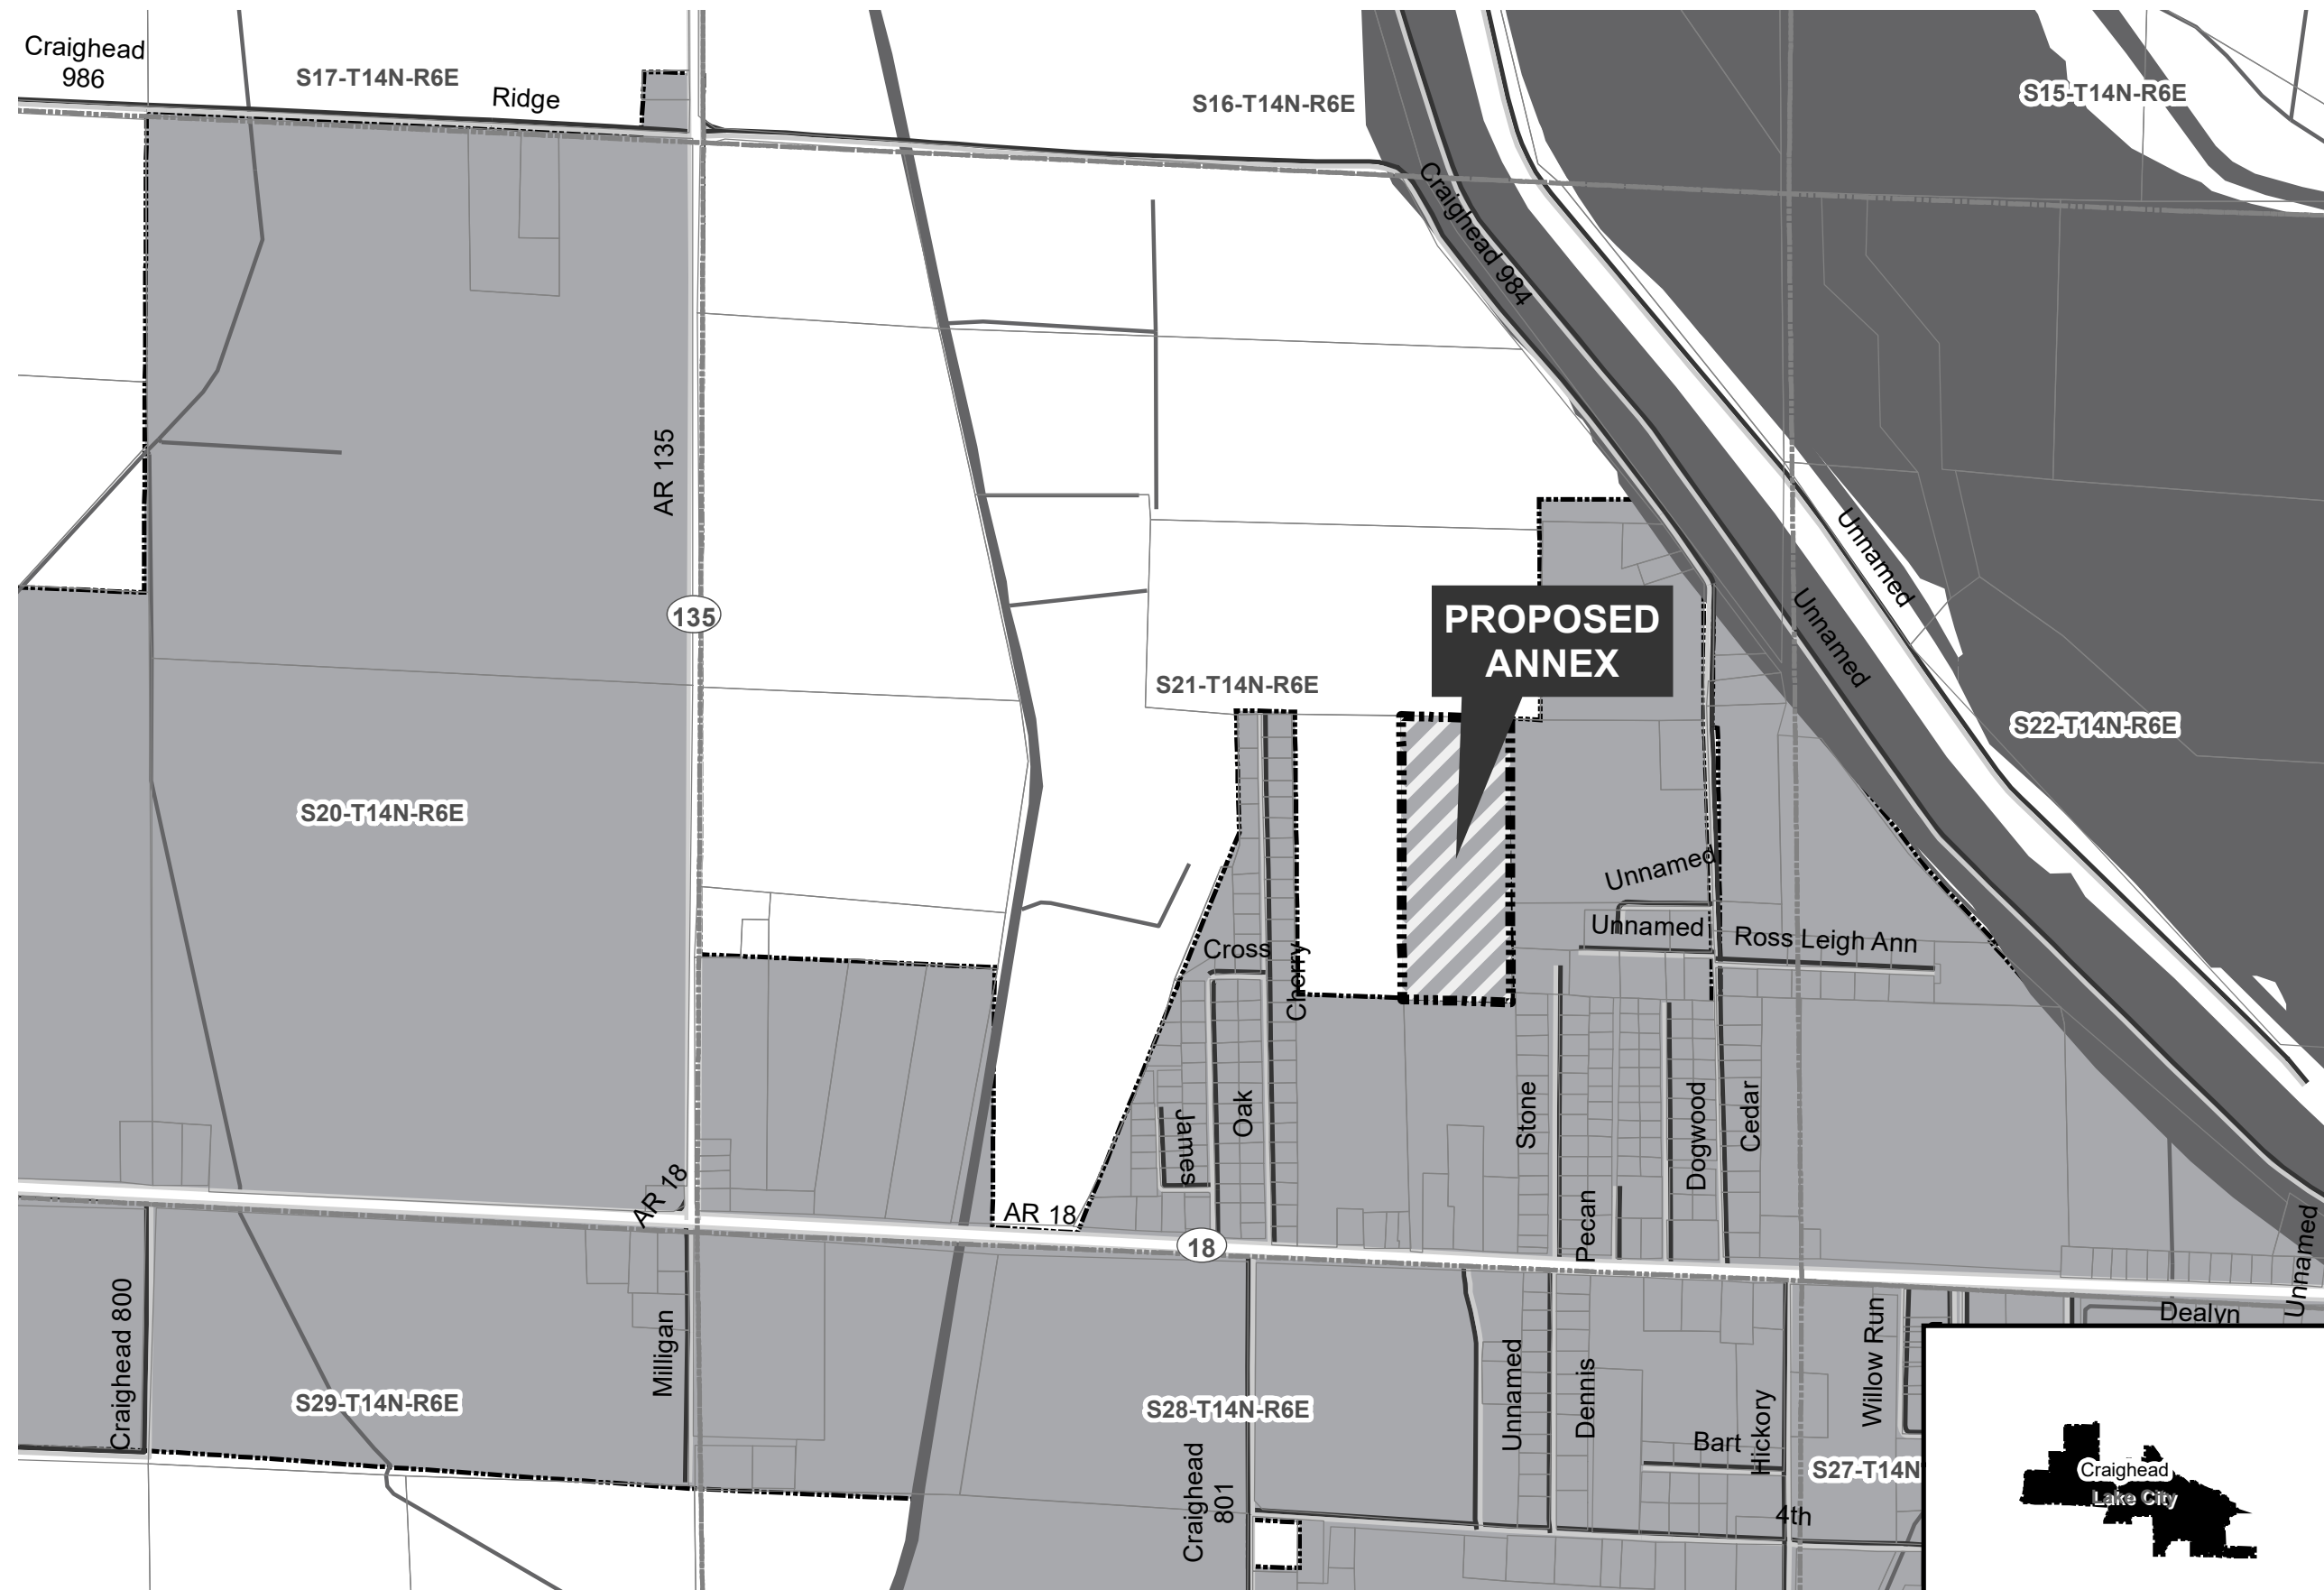 Craighead
986
S17-T14N-R6E
Ridge
S16-T14N-R6E
S15-T14N-R6E
Craighead 984
AR 135
135
Unnamed
Unnamed
PROPOSED
ANNEX
S21-T14N-R6E
S22-T14N-R6E
S20-T14N-R6E
Unnamed
Unnamed
Ross Leigh Ann
Cross
Cherry
James
Oak
Stone
Pecan
Dogwood
Cedar
AR 18
AR 18
18
Unnamed
Dealyn
Craighead 800
Milligan
S29-T14N-R6E
S28-T14N-R6E
Craighead
801
Unnamed
Dennis
Bart
Hickory
Willow Run
S27-T14N
4th
Craighead
Lake City